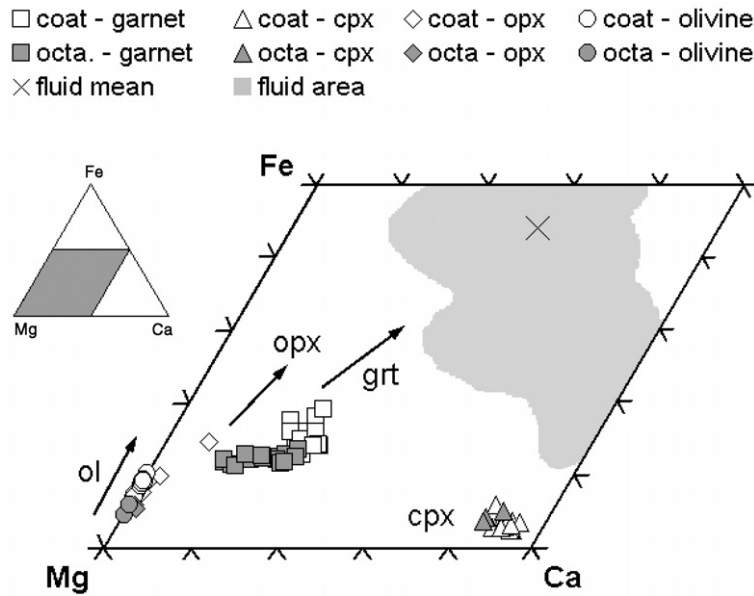 coat - garnet coat - cpx coat - opx coat - olivine
octa. - garnet octa - cpx octa - opx octa - olivine
fluid mean fluid area
Fe
Fe
opx
grt
Mg Ca
ol
cpx
Mg Ca